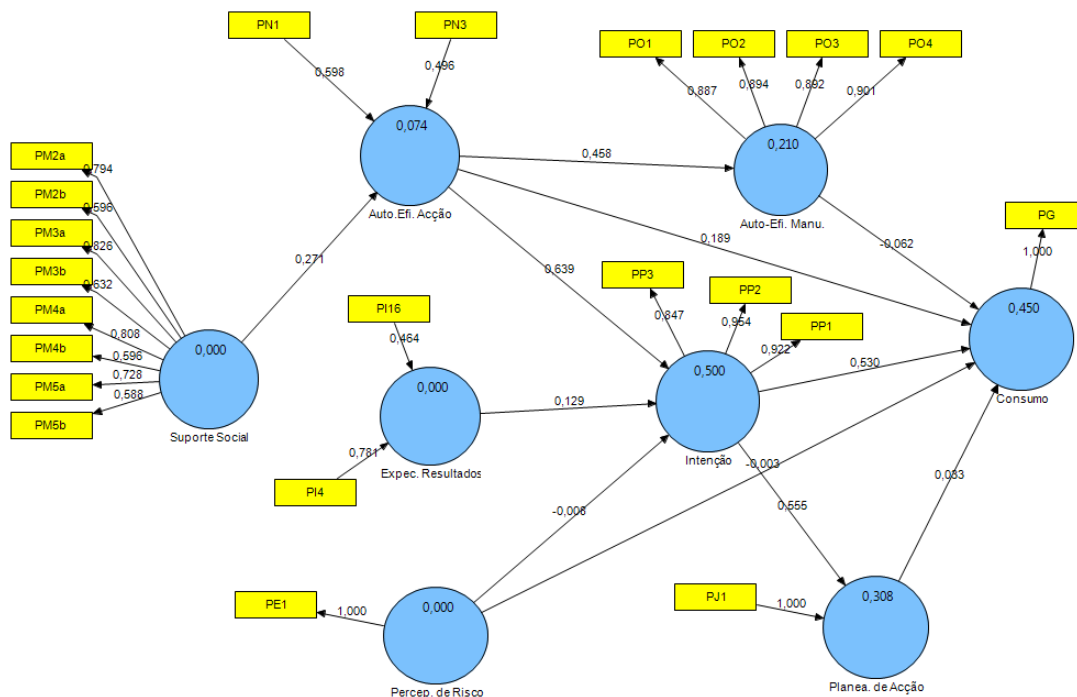 PN1
PN3
0,598
0,496
PO1
PO2
PO3
PO4
0,887
0,894
0,892
0,901
0,074
Auto.Efi. Acção
0,458
0,210
Auto-Efi. Manu.
PM2a
0,794
PM2b
0,596
PM3a
0,826
PM3b
0,632
PM4a
0,808
PM4b
0,596
PM5a
0,728
PM5b
0,588
0,000
Suporte Social
0,271
0,639
0,189
-0,062
PG
1,000
0,450
Consumo
PP3
0,847
PP2
0,954
PP1
0,922
0,500
Intenção
0,530
PI16
0,464
0,000
Expec. Resultados
0,129
0,781
PI4
-0,006
-0,003
0,555
0,033
PE1
1,000
0,000
Percep. de Risco
PJ1
1,000
0,308
Planea. de Acção